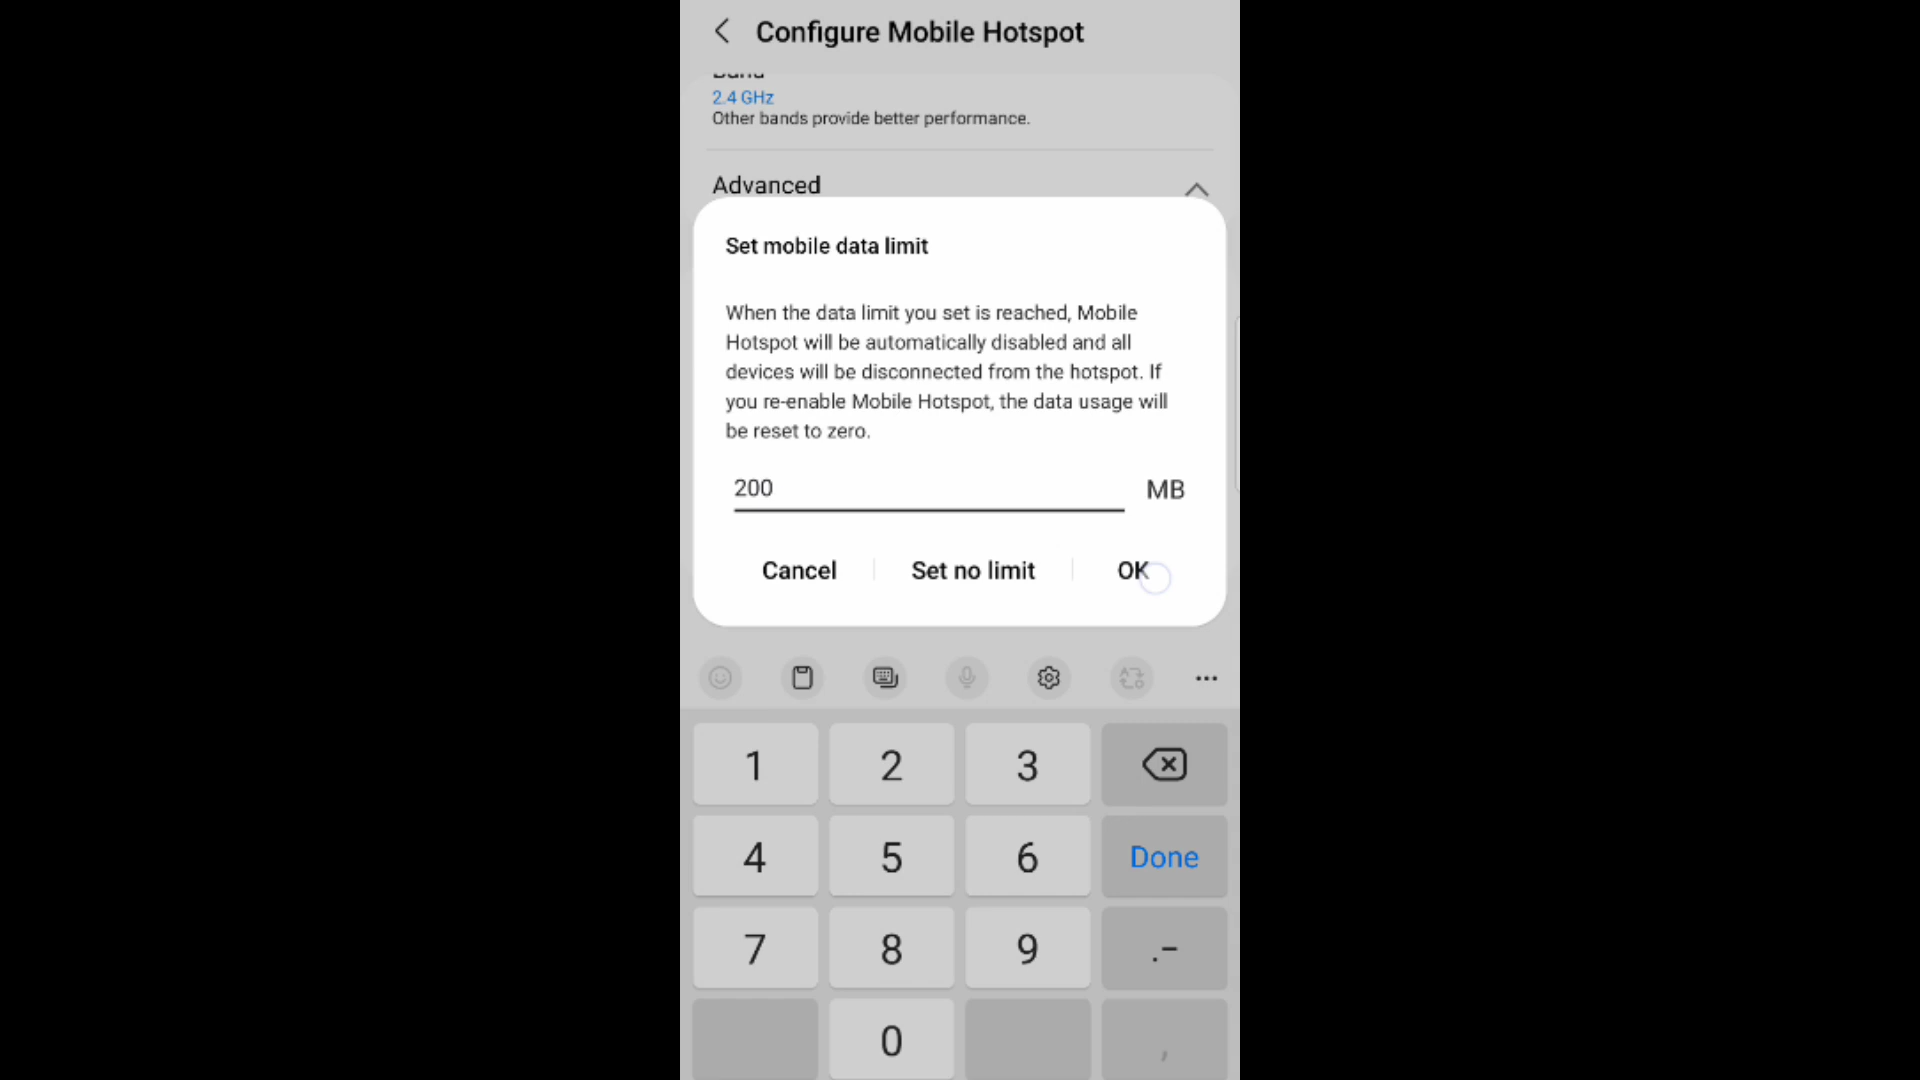 Configure Mobile Hotspot
Band
2.4 GHz
Other bands provide better performance.
Advanced
Set mobile data limit
When the data limit you set is reached, Mobile
Hotspot will be automatically disabled and all
devices will be disconnected from the hotspot. If
you re-enable Mobile Hotspot, the data usage will
be reset to zero.
200 MB
Cancel Set no limit OK
1 2 3
4 5 6 Done
7 8 9 .-
0 ,